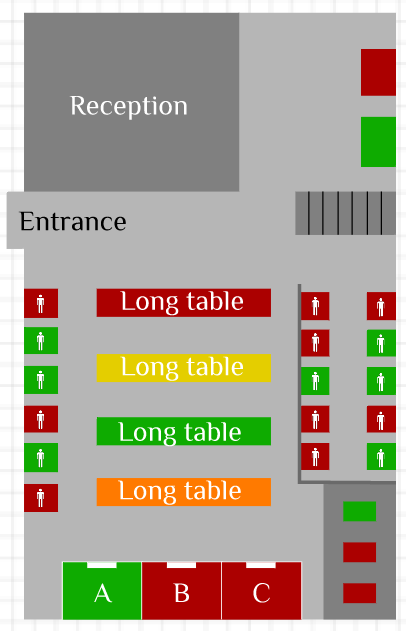 Reception
Entrance
Long table
Long table
Long table
Long table
A
B
C